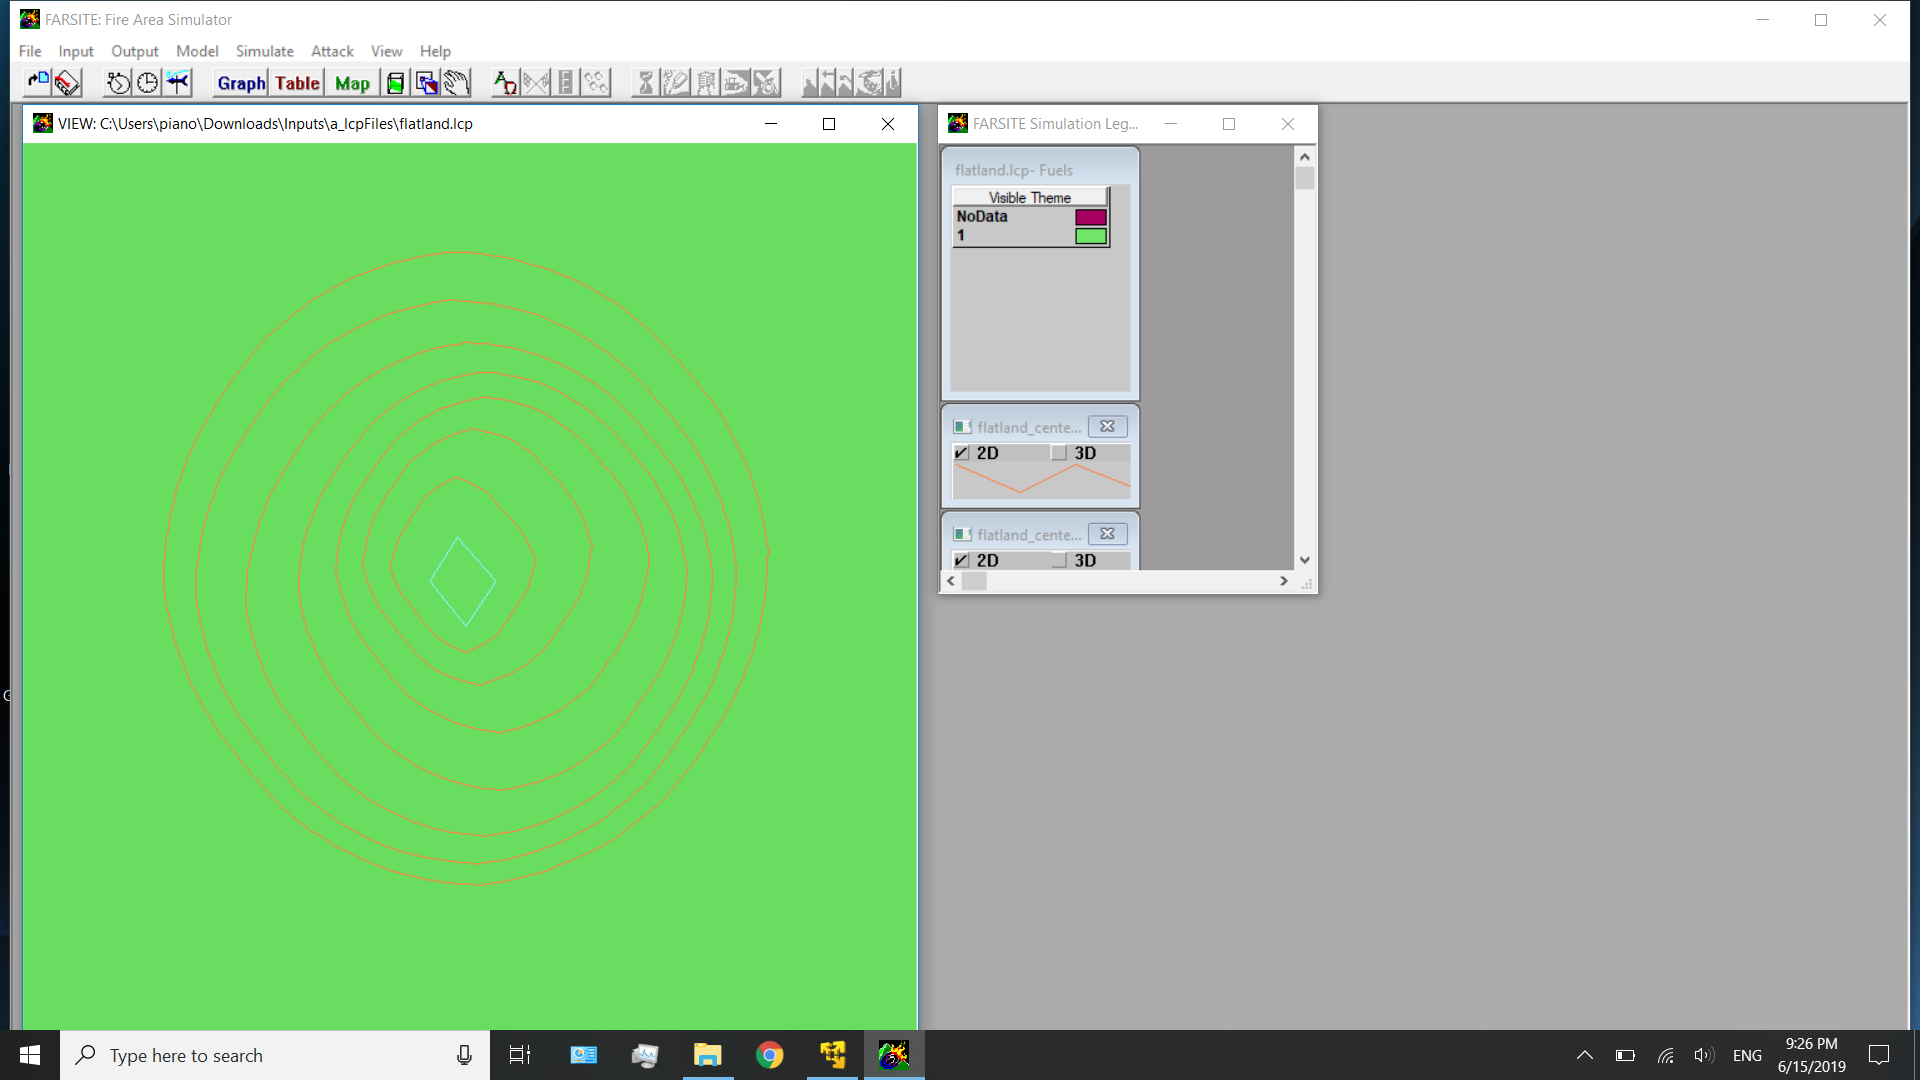 FARSITE: Fire Area Simulator
File Input Output Model Simulate Attack View Help
Graph Table Map
VIEW: C:\Users\piano\Downloads\Inputs\a_lcpFiles\flatland.lcp
FARSITE Simulation Leg...
flatland.lcp- Fuels
Visible Theme
NoData
1
flatland_cente...
2D 3D
flatland_cente...
2D 3D
G
Type here to search
ENG
9:26 PM
6/15/2019